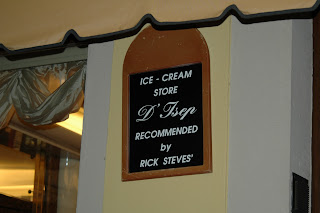 ICE - CREAM
STORE
D'Isep
RECOMMENDED
by
RICK STEVES'